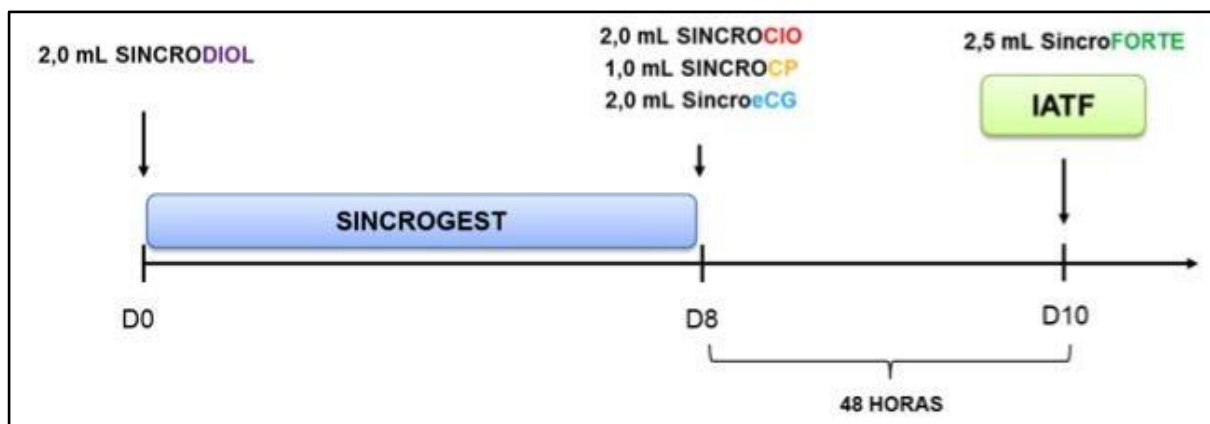 2,0 mL SINCRODIOL
2,0 mL SINCROCIO
1,0 mL SINCROCP
2,0 mL SincroeCG
2,5 mL SincroFORTE
IATF
SINCROGEST
D0
D8
D10
48 HORAS